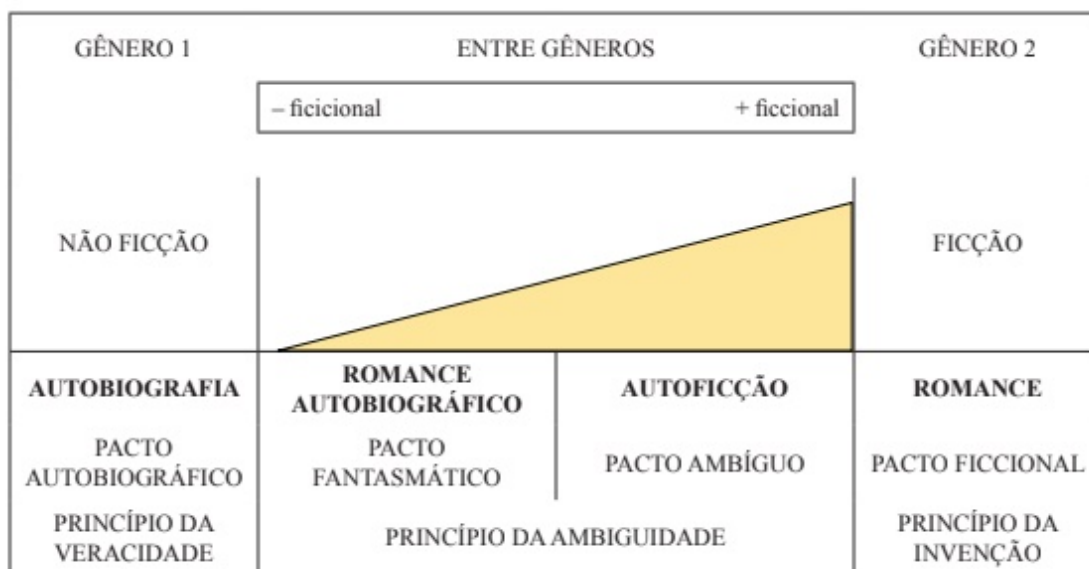 GÊNERO 1
ENTRE GÊNEROS
GÊNERO 2
– ficicional
+ ficcional
NÃO FICÇÃO
FICÇÃO
AUTOBIOGRAFIA
ROMANCE
AUTOBIOGRÁFICO
AUTOFICÇÃO
ROMANCE
PACTO
AUTOBIOGRÁFICO
PACTO
FANTASMÁTICO
PACTO AMBÍGUO
PACTO FICCIONAL
PRINCÍPIO DA
VERACIDADE
PRINCÍPIO DA AMBIGUIDADE
PRINCÍPIO DA
INVENÇÃO